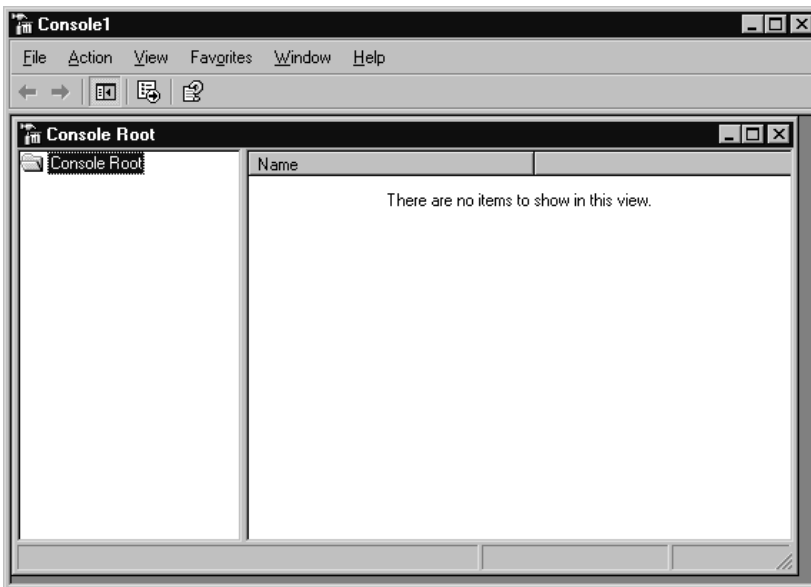 Console1
File Action View Favorites Window Help
Console Root
Console Root
Name
There are no items to show in this view.